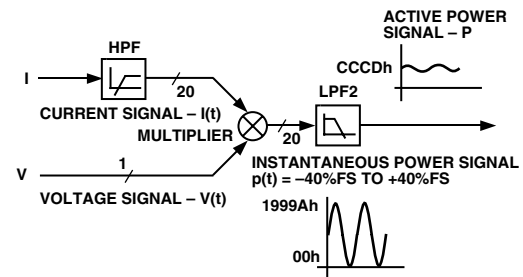 ACTIVE POWER
SIGNAL – P
HPF
CCCDh
I
20
LPF2
CURRENT SIGNAL – I(t)
MULTIPLIER
20
1
INSTANTANEOUS POWER SIGNAL
V
p(t) = –40%FS TO +40%FS
VOLTAGE SIGNAL – V(t)
1999Ah
00h